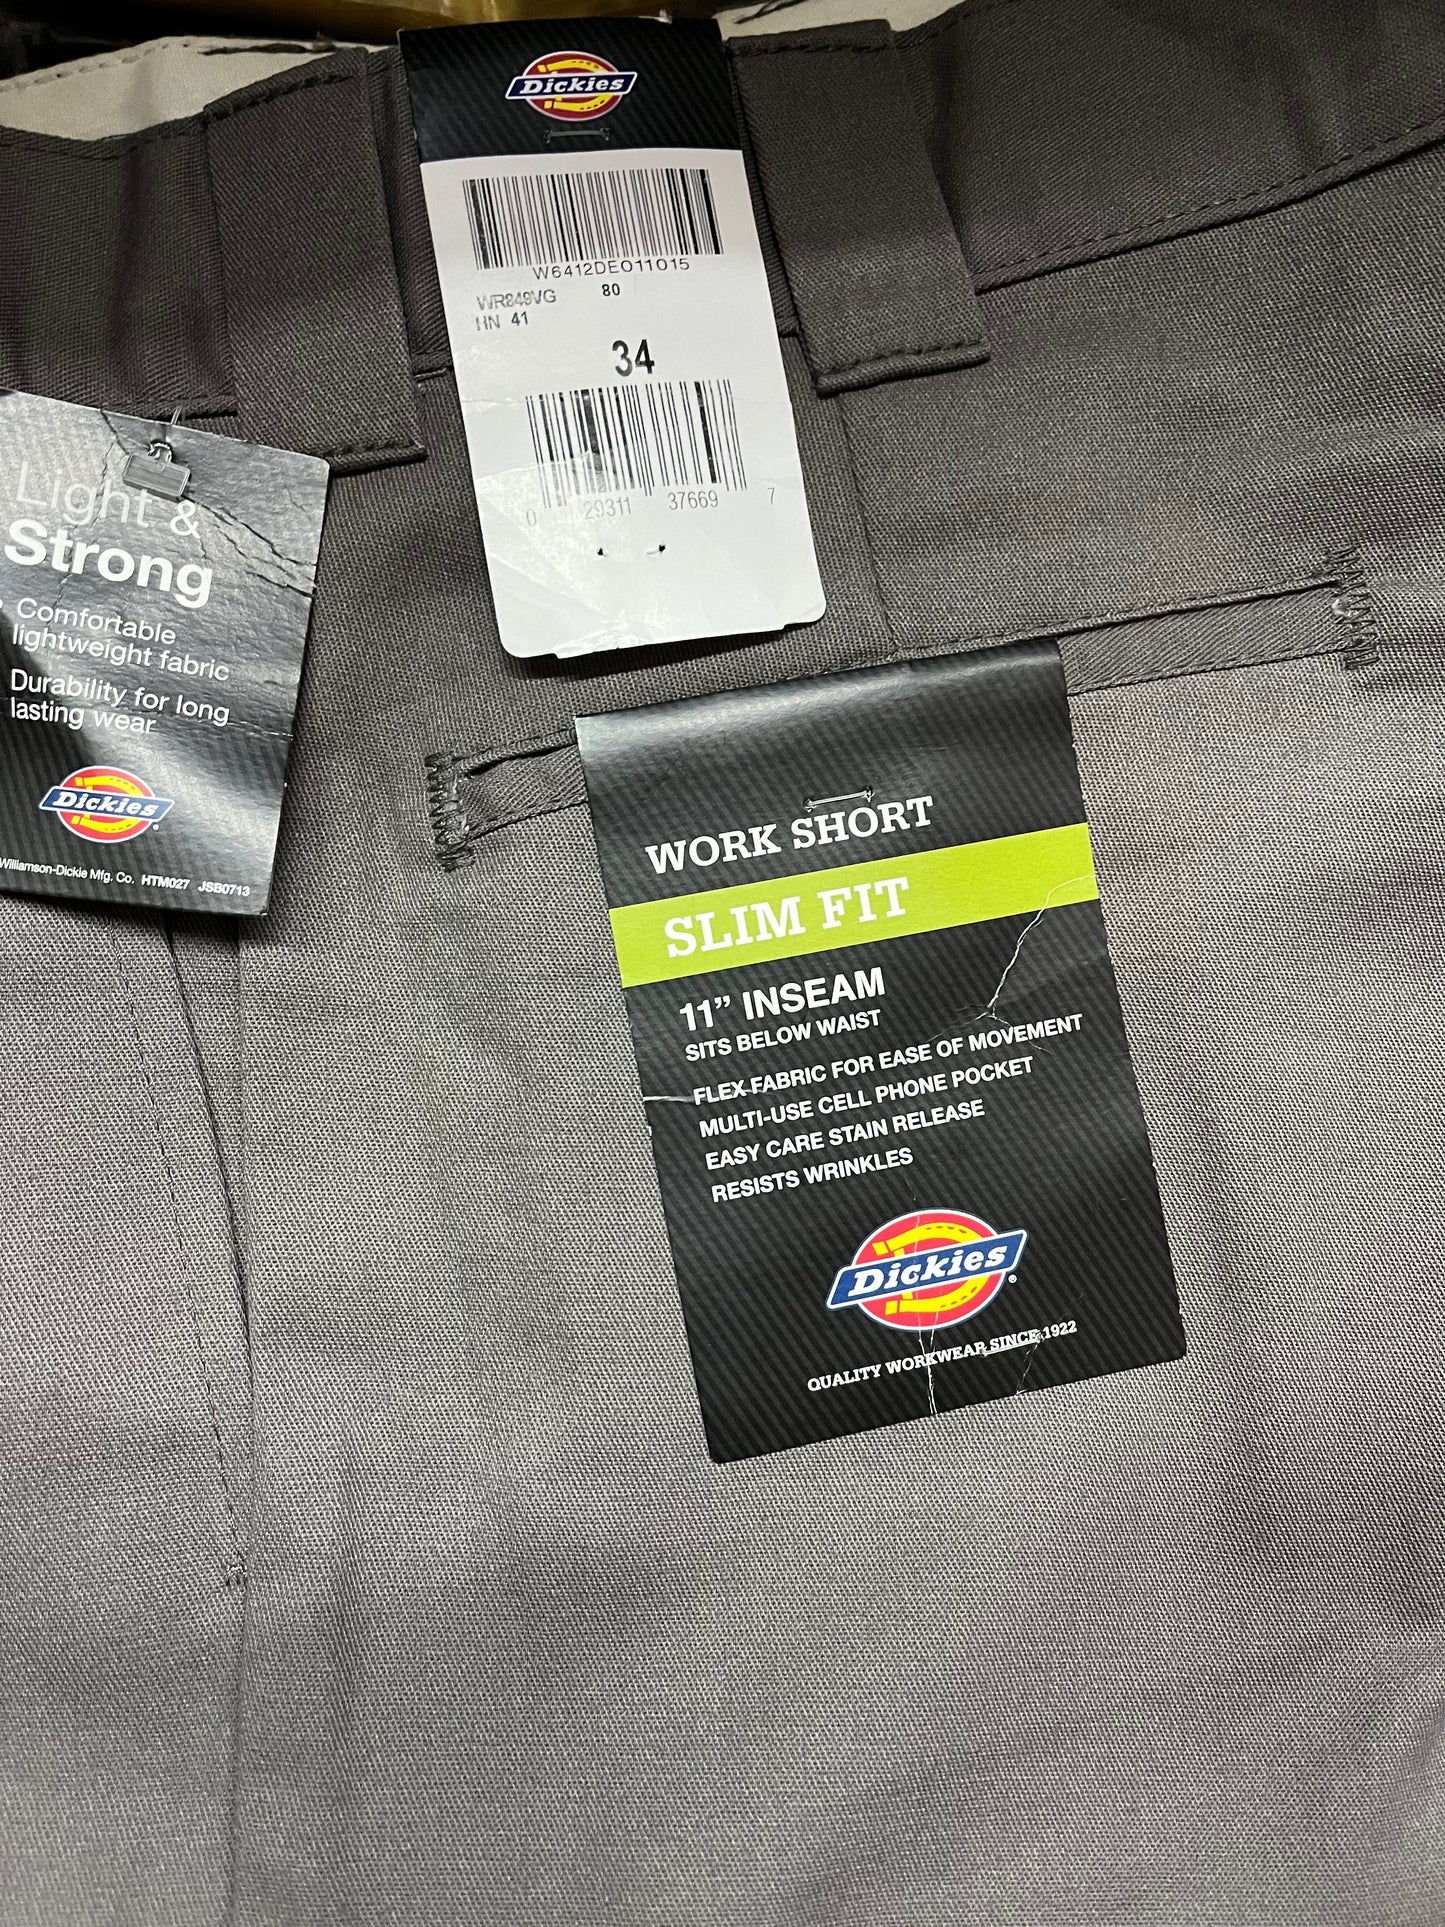 Dickies
W6412DE011015
WR849VG 80
HN 41
34
0 29311 37669 7
Light &
Strong
Comfortable
lightweight fabric
Durability for long
lasting wear
Dickies
Williamson-Dickie Mfg. Co. HTM027 JSB0713
WORK SHORT
SLIM FIT
11” INSEAM
SITS BELOW WAIST
FLEX FABRIC FOR EASE OF MOVEMENT
MULTI-USE CELL PHONE POCKET
EASY CARE STAIN RELEASE
RESISTS WRINKLES
Dickies®
QUALITY WORKWEAR SINCE 1922